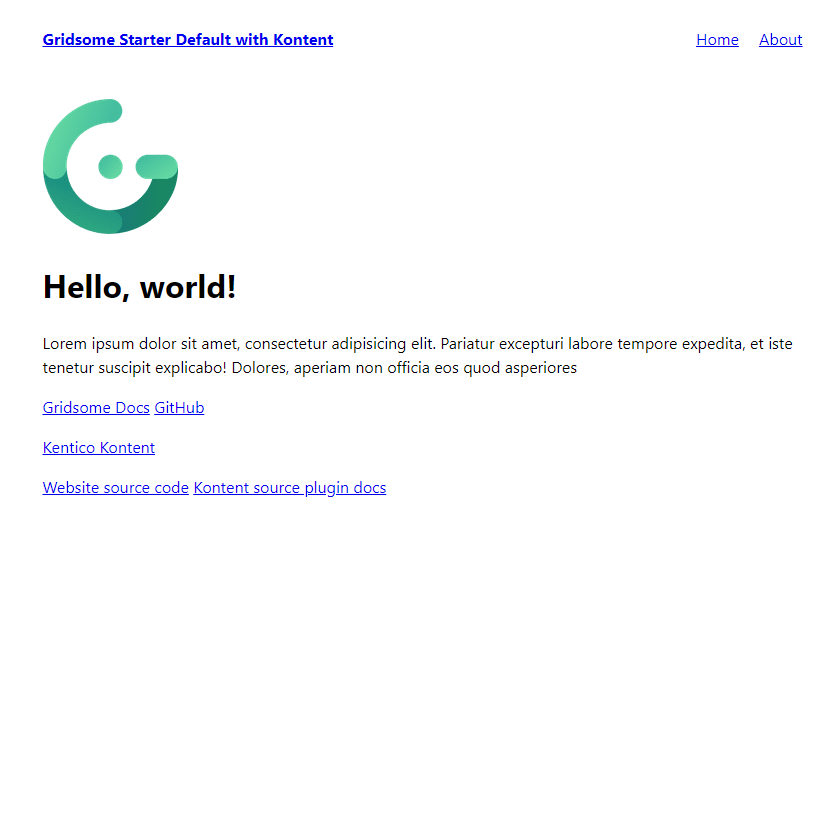 Gridsome Starter Default with Kontent
Home About
Hello, world!
Lorem ipsum dolor sit amet, consectetur adipisicing elit. Pariatur excepturi labore tempore expedita, et iste
tenetur suscipit explicabo! Dolores, aperiam non officia eos quod asperiores
Gridsome Docs GitHub
Kentico Kontent
Website source code Kontent source plugin docs